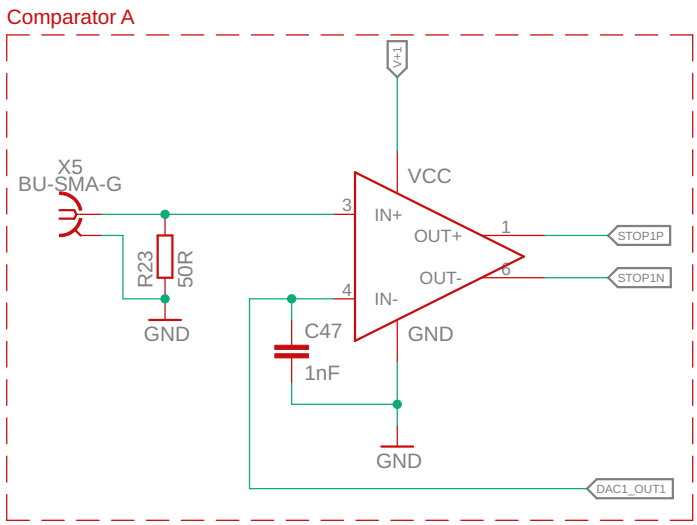 Comparator A
V+1
X5
BU-SMA-G
VCC
3
IN+
OUT+
1
STOP1P
R23
50R
OUT-
6
STOP1N
4
IN-
GND
C47
GND
1nF
GND
DAC1_OUT1